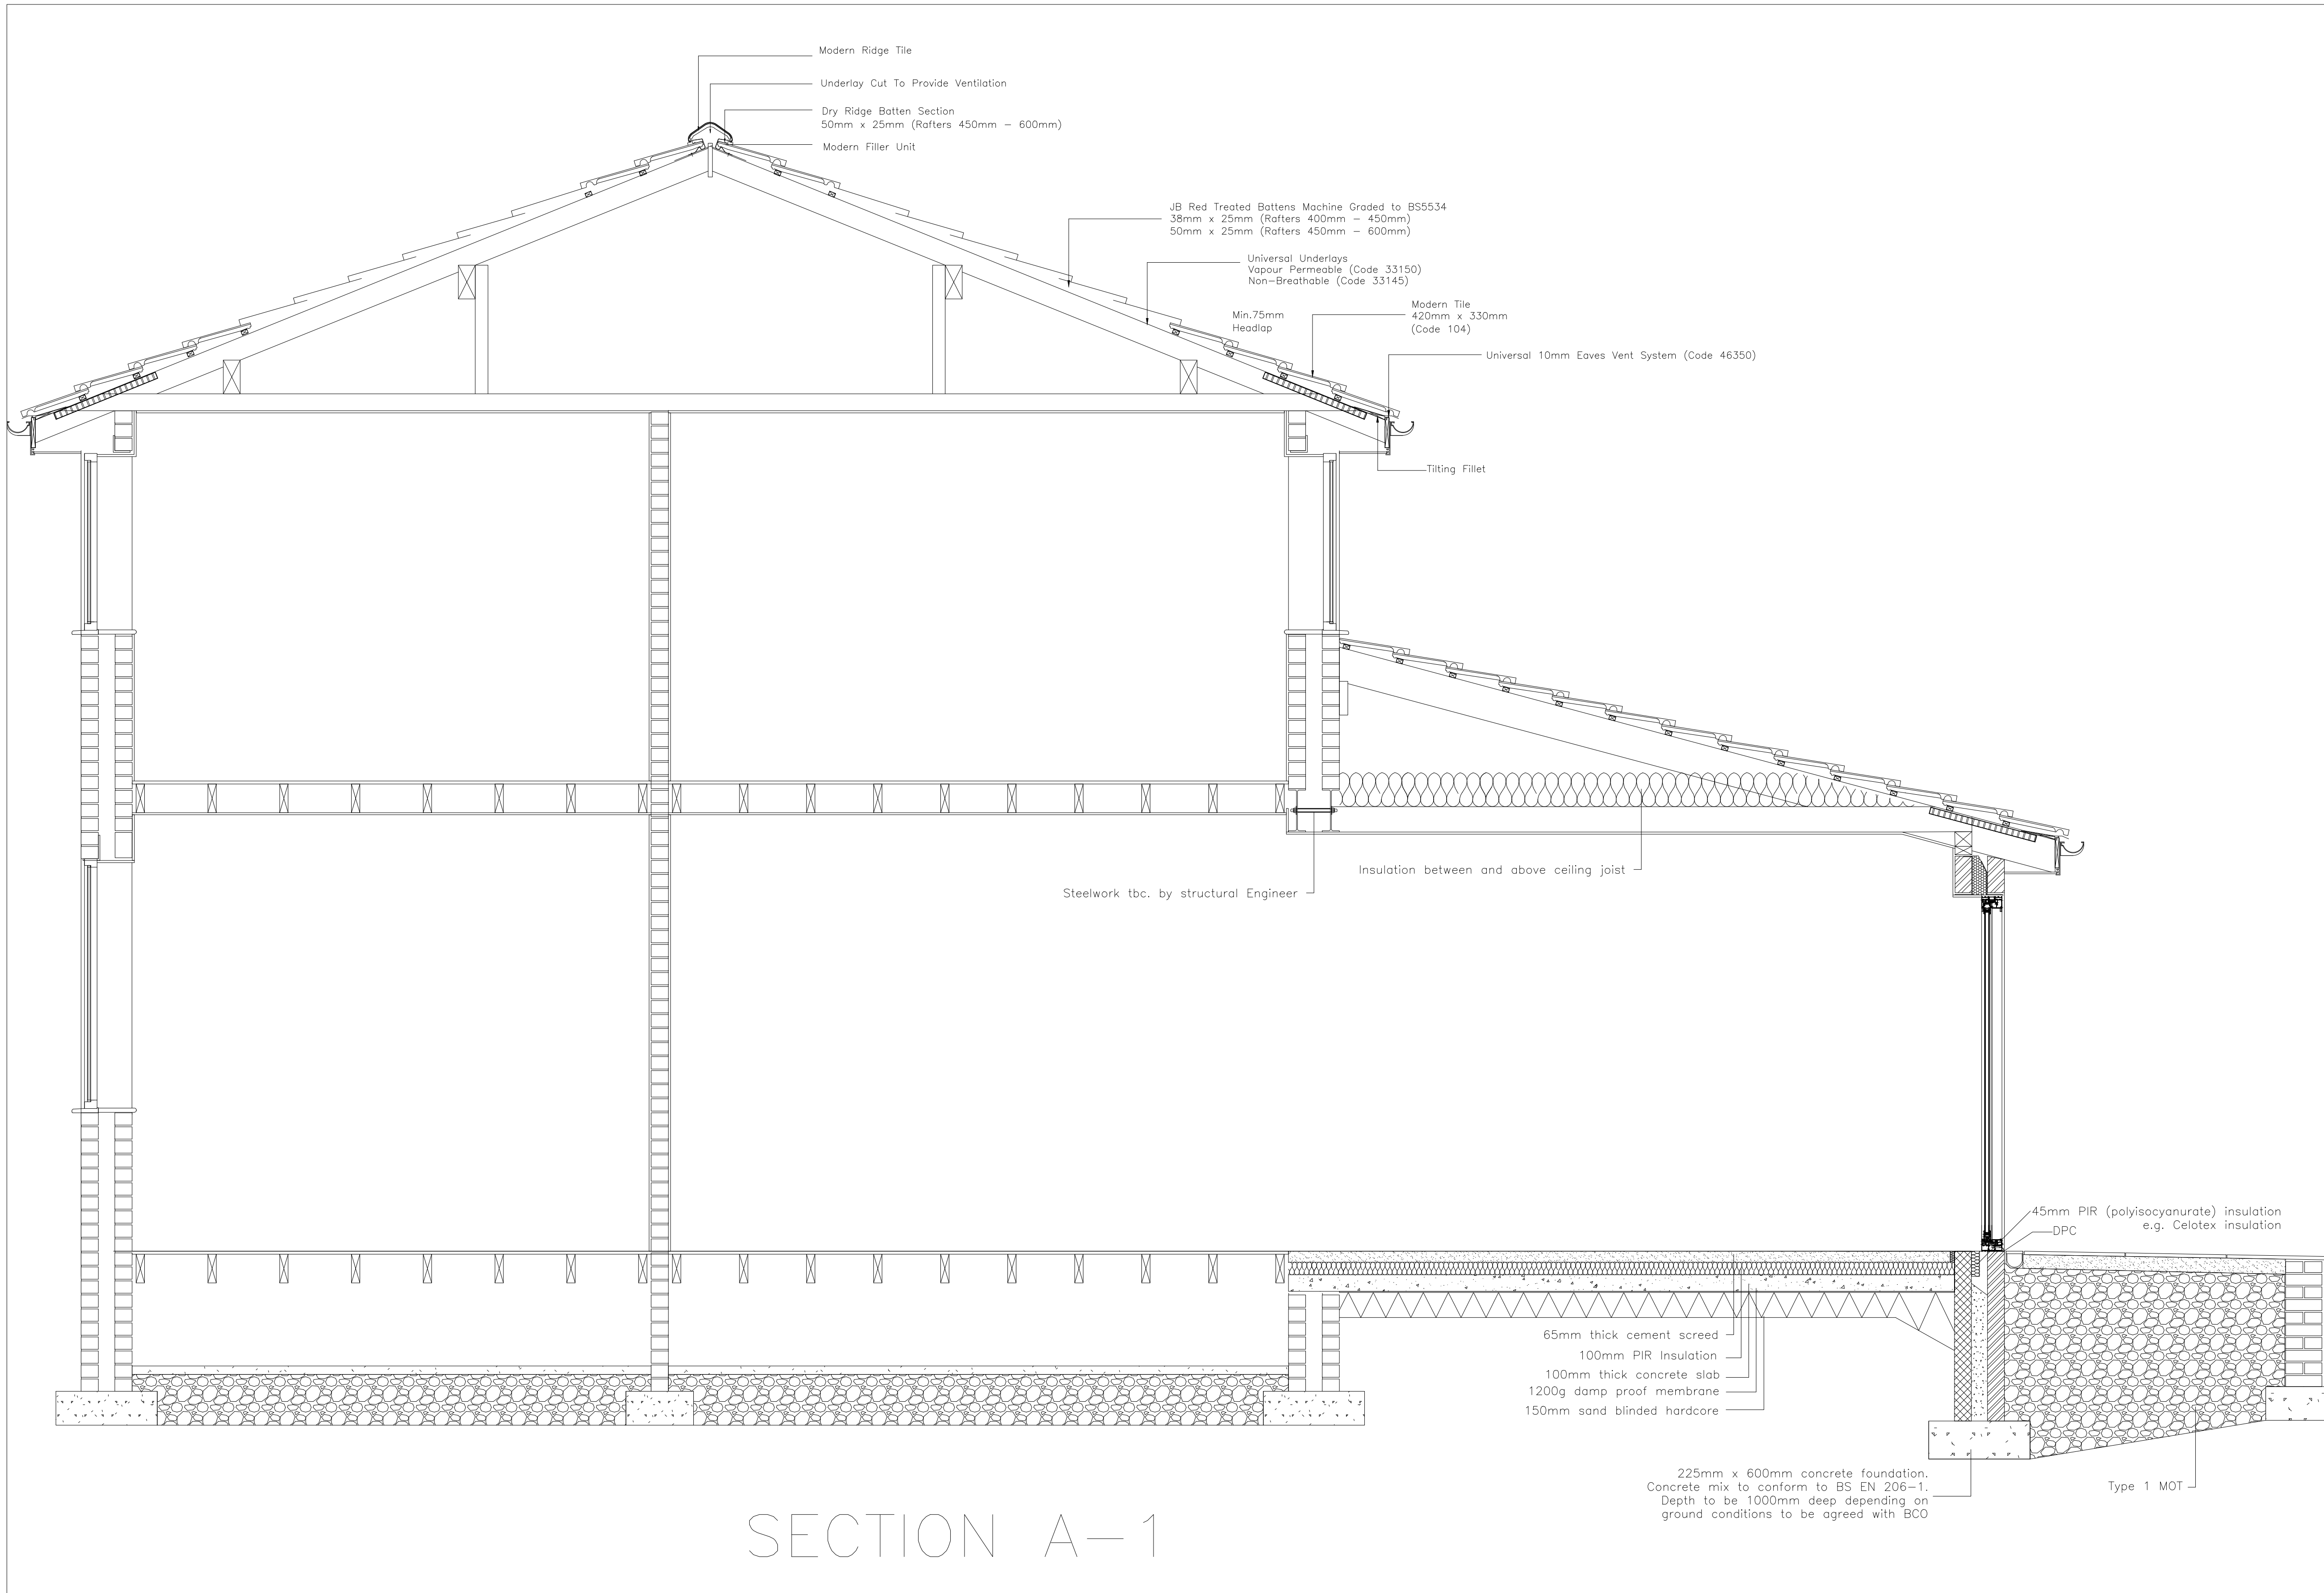 Modern Ridge Tile
Underlay Cut To Provide Ventilation
Dry Ridge Batten Section
50mm x 25mm (Rafters 450mm - 600mm)
Modern Filler Unit
JB Red Treated Battens Machine Graded to BS5534
38mm x 25mm (Rafters 400mm - 450mm)
50mm x 25mm (Rafters 450mm - 600mm)
Universal Underlays
Vapour Permeable (Code 33150)
Non-Breathable (Code 33145)
Min.75mm
Headlap
Modern Tile
420mm x 330mm
(Code 104)
Universal 10mm Eaves Vent System (Code 46350)
Tilting Fillet
Insulation between and above ceiling joist
Steelwork tbc. by structural Engineer
45mm PIR (polyisocyanurate) insulation
e.g. Celotex insulation
DPC
65mm thick cement screed
100mm PIR Insulation
100mm thick concrete slab
1200g damp proof membrane
150mm sand blinded hardcore
225mm x 600mm concrete foundation.
Concrete mix to conform to BS EN 206-1.
Depth to be 1000mm deep depending on
ground conditions to be agreed with BCO
Type 1 MOT
SECTION A-1